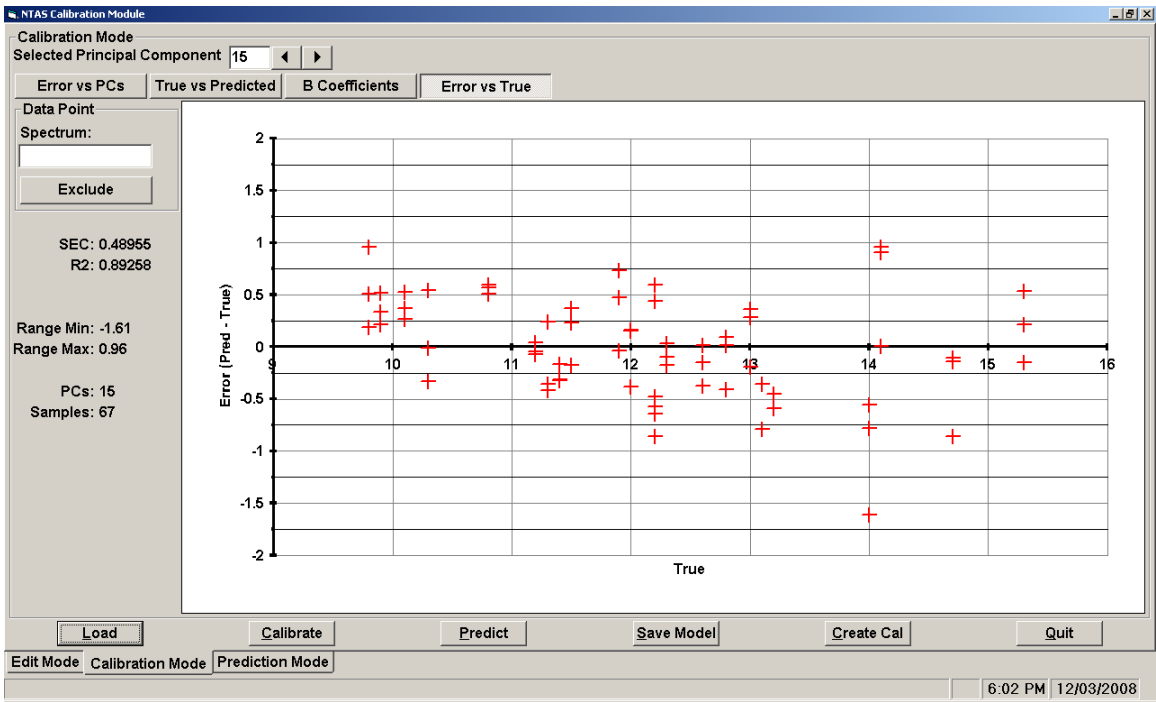 NTAS Calibration Module
Calibration Mode
Selected Principal Component 15
Error vs PCs True vs Predicted B Coefficients Error vs True
Data Point
Spectrum:
Exclude
SEC: 0.48955
R2: 0.89258
Range Min: -1.61
Range Max: 0.96
PCs: 15
Samples: 67
Error (Pred - True)
2
1.5
1
0.5
0
-0.5
-1
-1.5
-2
9 10 11 12 13 14 15 16
True
Load Calibrate Predict Save Model Create Cal Quit
Edit Mode Calibration Mode Prediction Mode
6:02 PM 12/03/2008